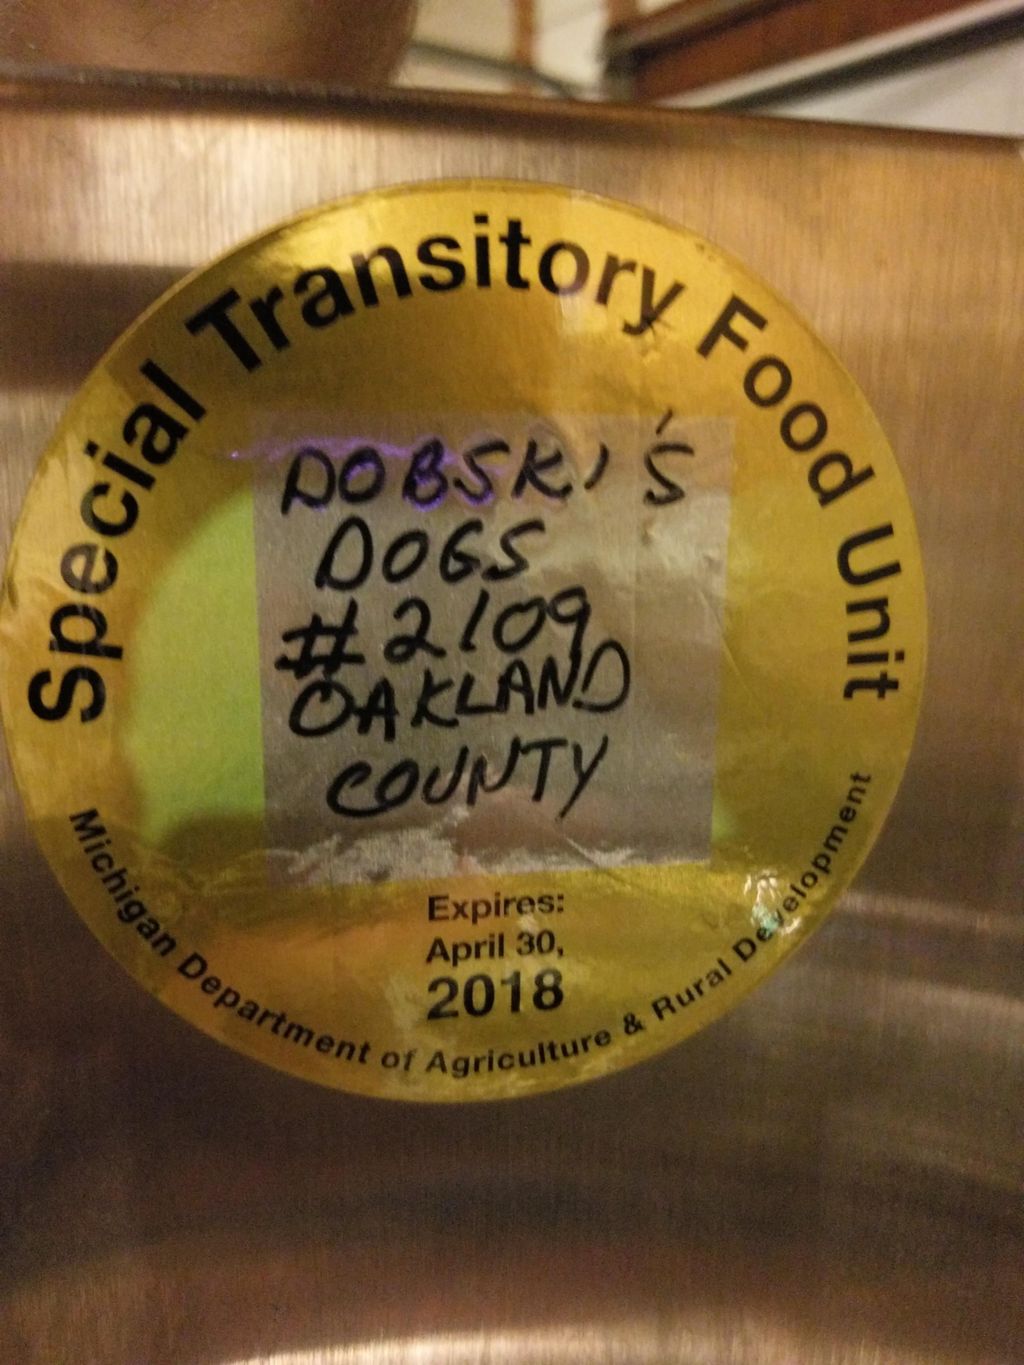 Special Transitory Food Unit
DOBSKI'S
DOGS
#2109
OAKLAND
COUNTY
Expires:
April 30,
2018
Michigan Department of Agriculture & Rural Development